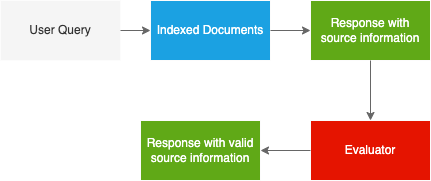 User Query
Indexed Documents
Response with
source information
Evaluator
Response with valid
source information